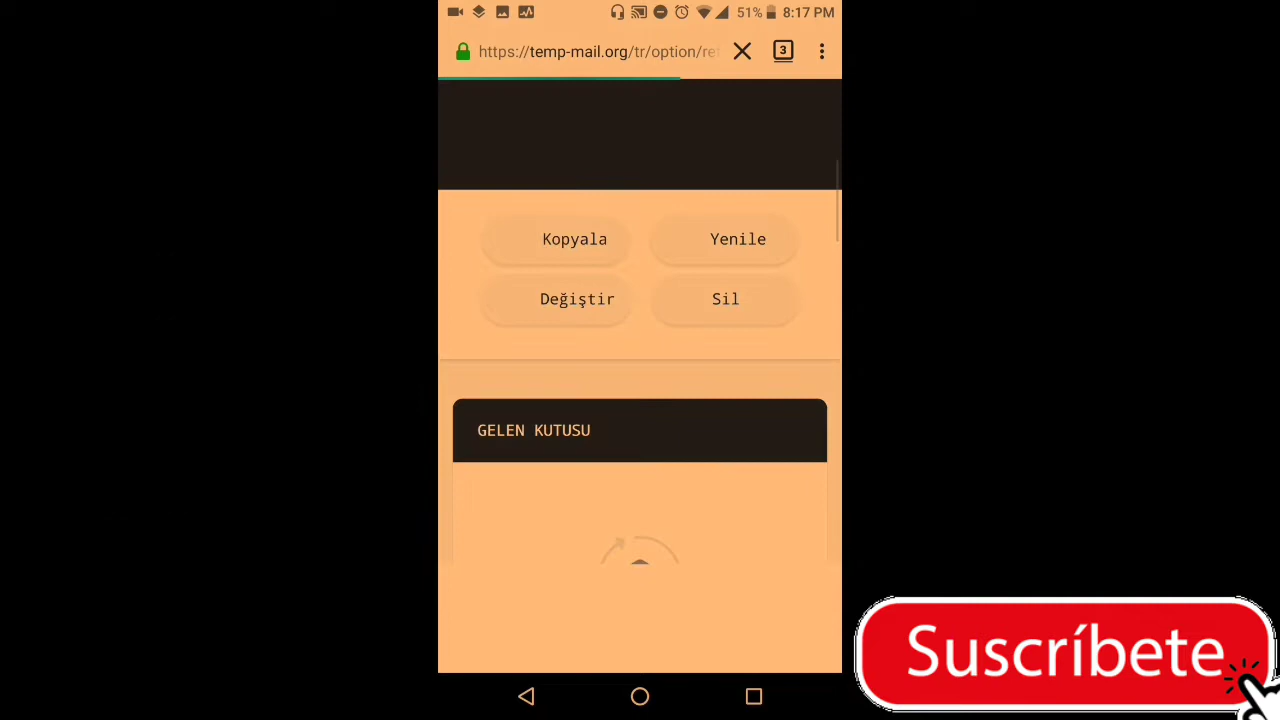 51% 8:17 PM
https://temp-mail.org/tr/option/re
3
Kopyala Yenile
Değiştir Sil
GELEN KUTUSU
Suscríbete